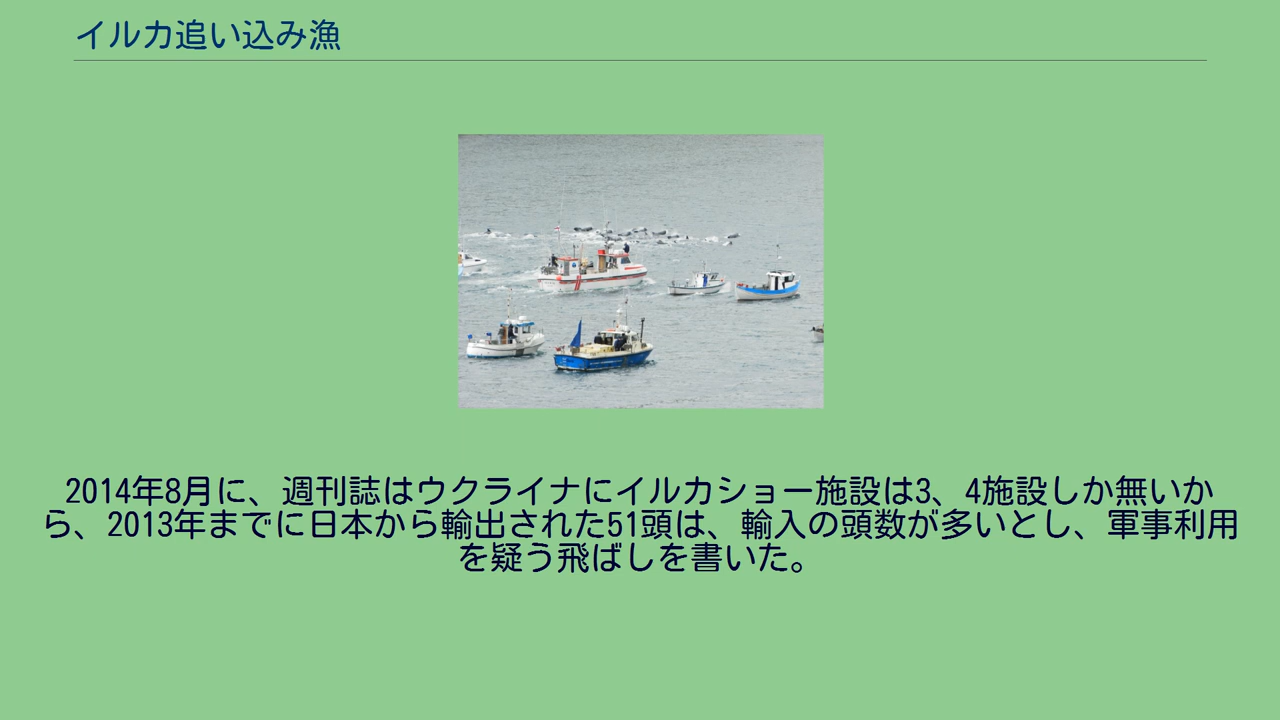 イルカ追い込み漁
2014年8月に、週刊誌はウクライナにイルカショー施設は3、4施設しか無いか
ら、2013年までに日本から輸出された51頭は、輸入の頭数が多いとし、軍事利用
を疑う飛ばしを書いた。